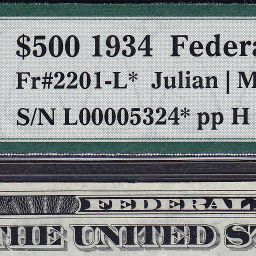 $500 1934 Federa
Fr#2201-L* Julian | M
S/N L00005324* pp H
FEDERAL
THE UNITED S